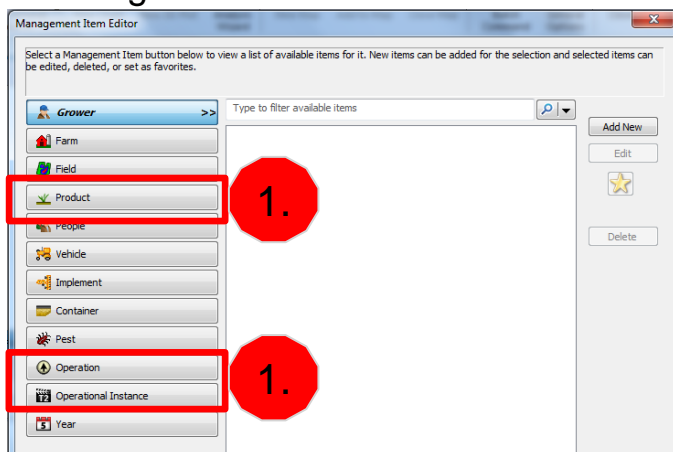 Management Item Editor
Select a Management Item button below to view a list of available items for it. New items can be added for the selection and selected items can
be edited, deleted, or set as favorites.
Grower >>
Type to filter available items
Add New
Farm
Edit
Field
Product
1.
People
Delete
Vehicle
Implement
Container
Pest
Operation
1.
Operational Instance
Year